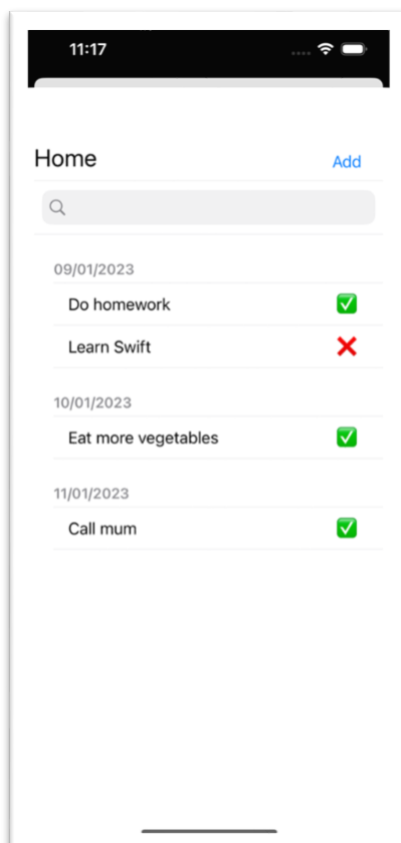 11:17
Home Add
09/01/2023
Do homework ✅
Learn Swift ❌
10/01/2023
Eat more vegetables ✅
11/01/2023
Call mum ✅